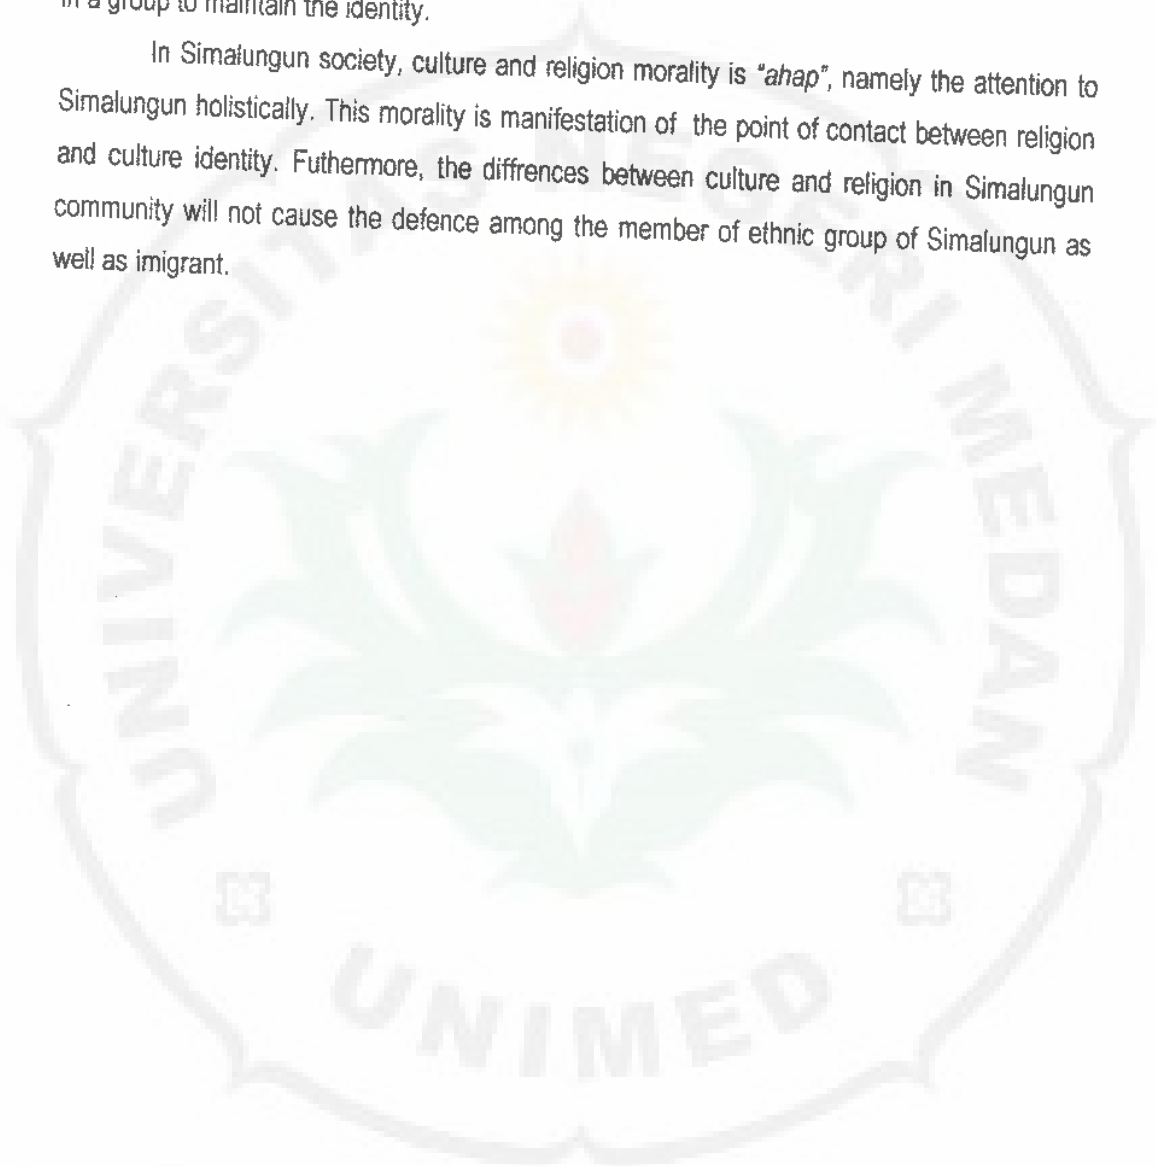 in a group to maintain the identity.
In Simalungun society, culture and religion morality is "ahap", namely the attention to
Simalungun holistically. This morality is manifestation of the point of contact between religion
and culture identity. Futhermore, the diffrences between culture and religion in Simalungun
community will not cause the defence among the member of ethnic group of Simalungun as
well as imigrant.
UNIVERSITAS NEGERI MEDAN
UNIMED